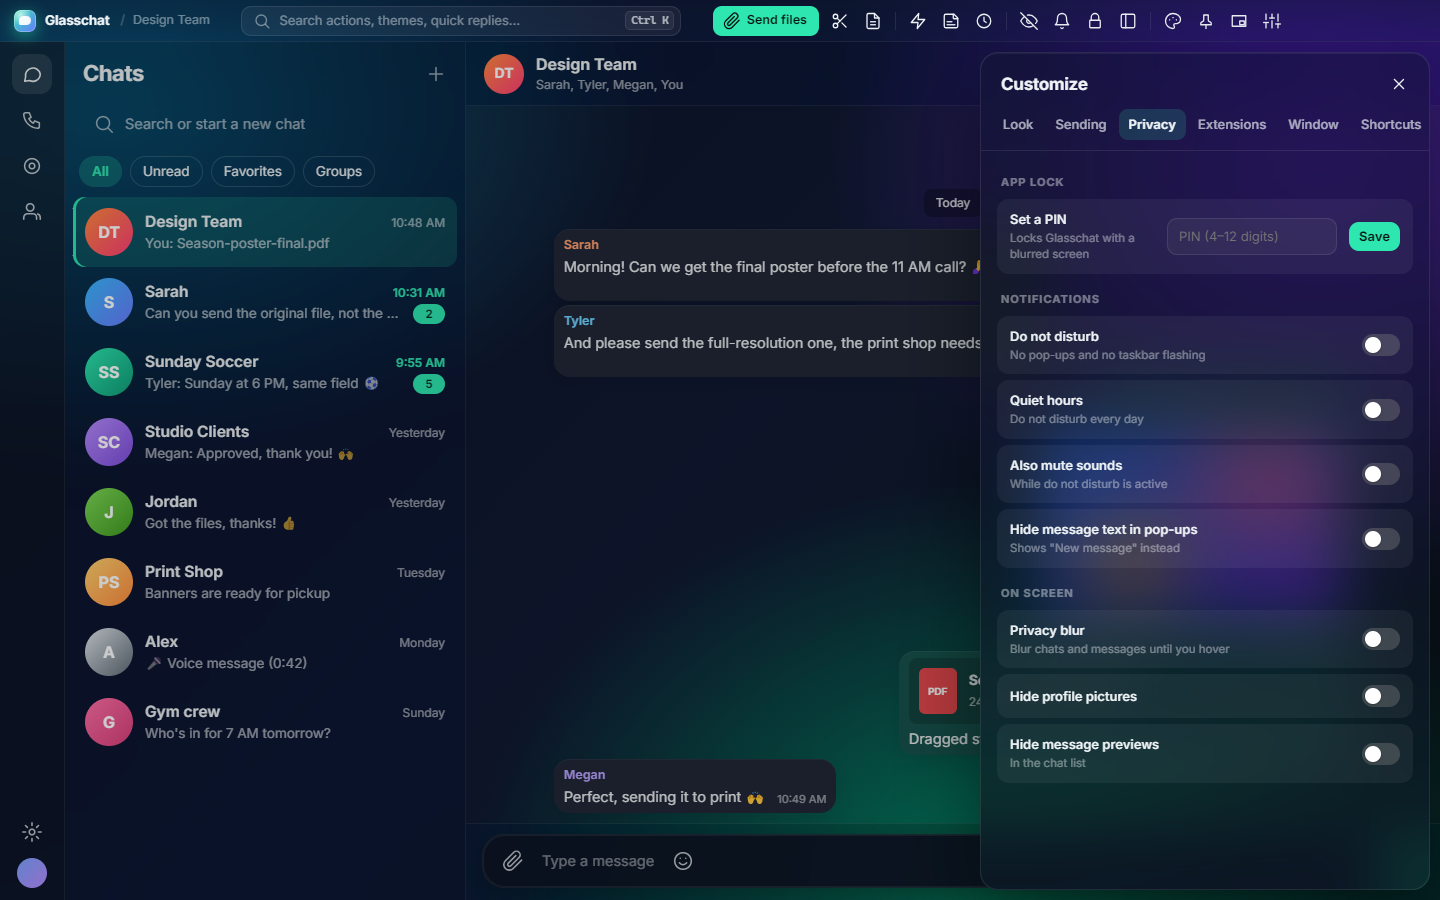 Glasschat / Design Team
Search actions, themes, quick replies...
Ctrl K
Send files
Chats
Search or start a new chat
All
Unread
Favorites
Groups
DT
Design Team
10:48 AM
You: Season-poster-final.pdf
S
Sarah
10:31 AM
Can you send the original file, not the ...
2
SS
Sunday Soccer
9:55 AM
Tyler: Sunday at 6 PM, same field ⚽
5
SC
Studio Clients
Yesterday
Megan: Approved, thank you! 🙌
J
Jordan
Yesterday
Got the files, thanks! 👍
PS
Print Shop
Tuesday
Banners are ready for pickup
A
Alex
Monday
🎤 Voice message (0:42)
G
Gym crew
Sunday
Who's in for 7 AM tomorrow?
DT
Design Team
Sarah, Tyler, Megan, You
Today
Sarah
Morning! Can we get the final poster before the 11 AM call?
Tyler
And please send the full-resolution one, the print shop needs
PDF
Dragged
Megan
Perfect, sending it to print 🙌
10:49 AM
Type a message
Customize
Look
Sending
Privacy
Extensions
Window
Shortcuts
APP LOCK
Set a PIN
Locks Glasschat with a
blurred screen
PIN (4–12 digits)
Save
NOTIFICATIONS
Do not disturb
No pop-ups and no taskbar flashing
Quiet hours
Do not disturb every day
Also mute sounds
While do not disturb is active
Hide message text in pop-ups
Shows "New message" instead
ON SCREEN
Privacy blur
Blur chats and messages until you hover
Hide profile pictures
Hide message previews
In the chat list